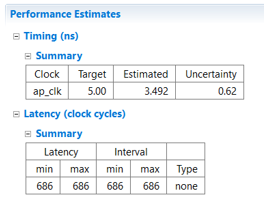 Performance Estimates
Timing (ns)
Summary
Clock Target Estimated Uncertainty
ap_clk 5.00 3.492 0.62
Latency (clock cycles)
Summary
Latency Interval
min max min max Type
686 686 686 686 none